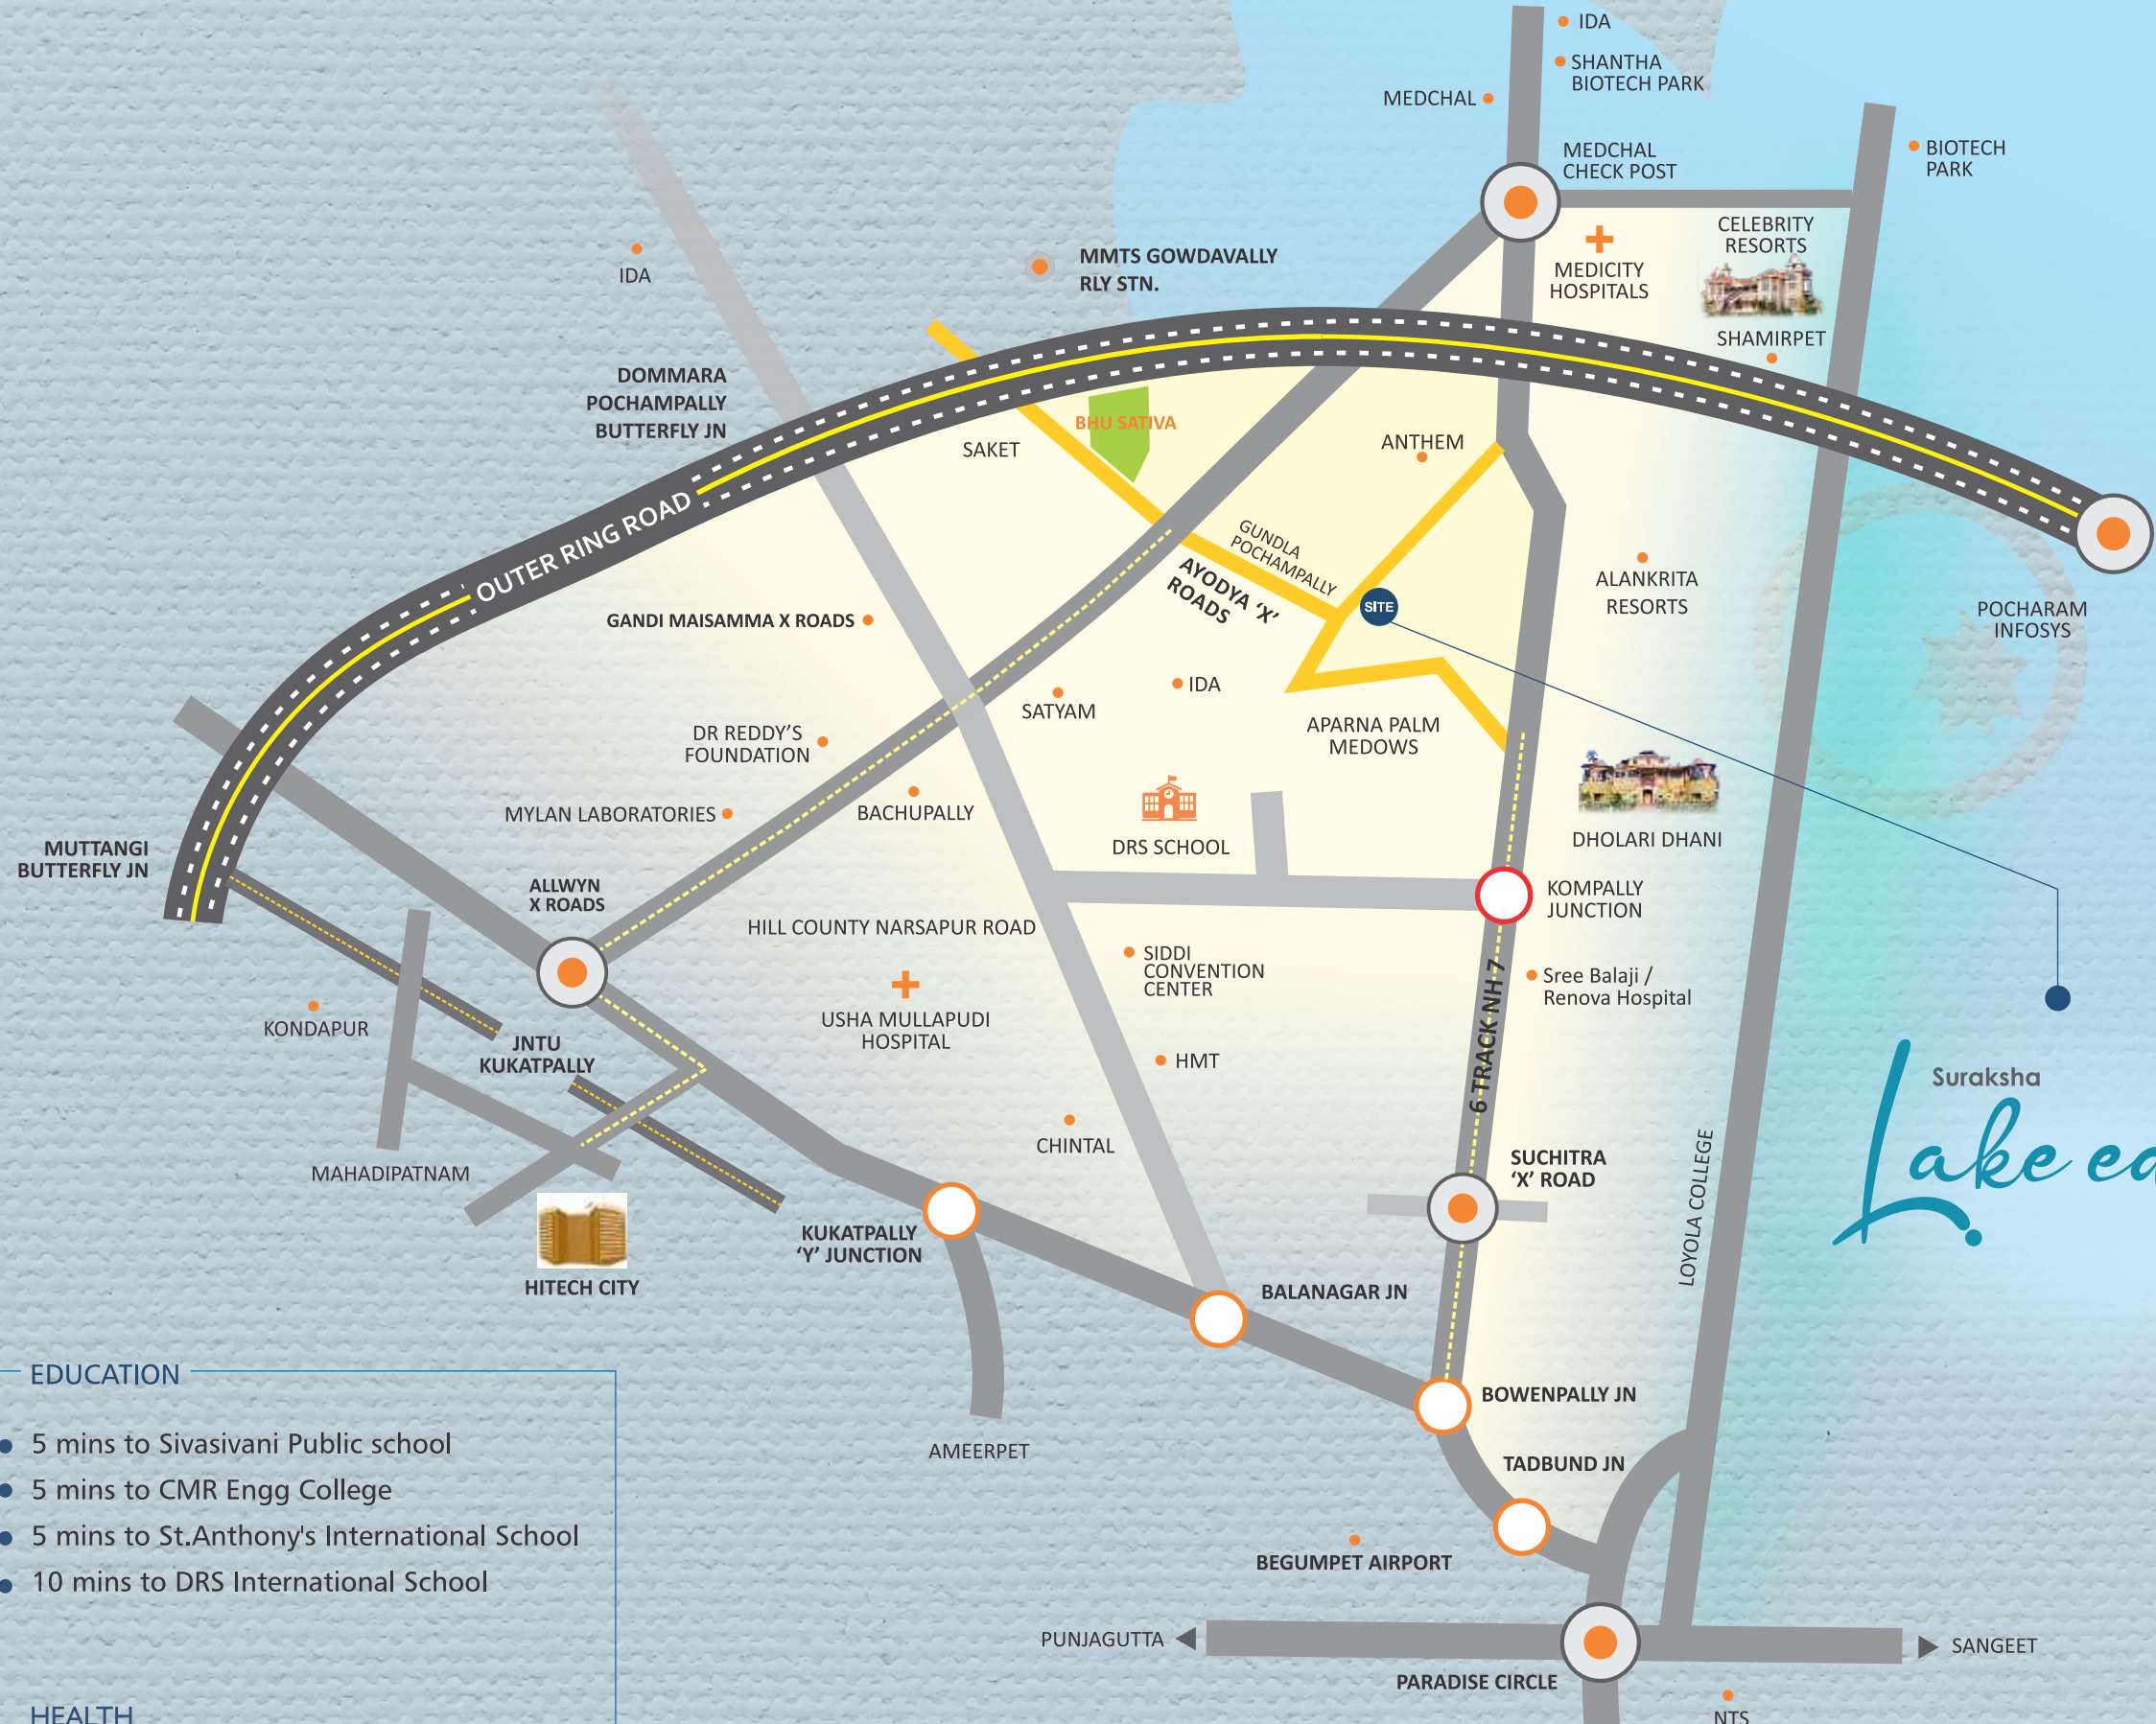 IDA
SHANTHA
BIOTECH PARK
MEDCHAL
MEDCHAL
CHECK POST
BIOTECH
PARK
CELEBRITY
RESORTS
MEDICITY
HOSPITALS
SHAMIRPET
IDA
MMTS GOWDAVALLY
RLY STN.
DOMMARA
POCHAMPALLY
BUTTERFLY JN
BHU SATIVA
SAKET
ANTHEM
OUTER RING ROAD
GUNDLA
POCHAMPALLY
AYODYA ‘X’
ROADS
SITE
ALANKRITA
RESORTS
POCHARAM
INFOSYS
GANDI MAISAMMA X ROADS
SATYAM
IDA
APARNA PALM
MEDOWS
DR REDDY’S
FOUNDATION
MYLAN LABORATORIES
BACHUPALLY
DRS SCHOOL
DHOLARI DHANI
MUTTANGI
BUTTERFLY JN
ALLWYN
X ROADS
KOMPALLY
JUNCTION
HILL COUNTY NARSAPUR ROAD
SIDDI
CONVENTION
CENTER
Sree Balaji /
Renova Hospital
USHA MULLAPUDI
HOSPITAL
KONDAPUR
JNTU
KUKATPALLY
HMT
6 TRACK NH 7
Suraksha
Lake
CHINTAL
MAHADIPATNAM
SUCHITRA
‘X’ ROAD
LOYOLA COLLEGE
KUKATPALLY
‘Y’ JUNCTION
HITECH CITY
BALANAGAR JN
BOWENPALLY JN
AMEERPET
TADBUND JN
BEGUMPET AIRPORT
PUNJAGUTTA
SANGEET
PARADISE CIRCLE
NTS
EDUCATION
5 mins to Sivasivani Public school
5 mins to CMR Engg College
5 mins to St.Anthony's International School
10 mins to DRS International School
HEALTH